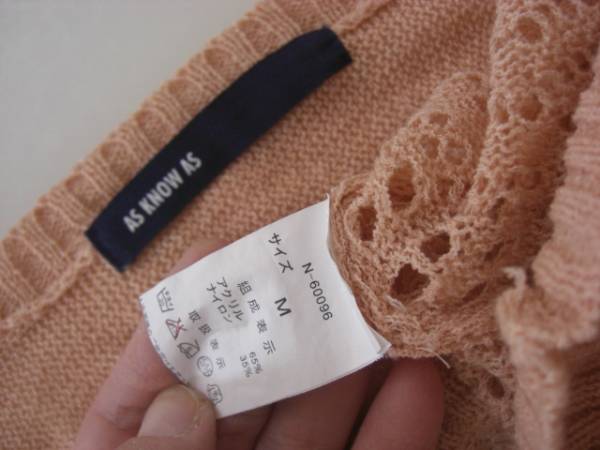 AS KNOW AS
N-60096
サイズ M
組成表示
アクリル 65%
ナイロン 35%
取扱表示